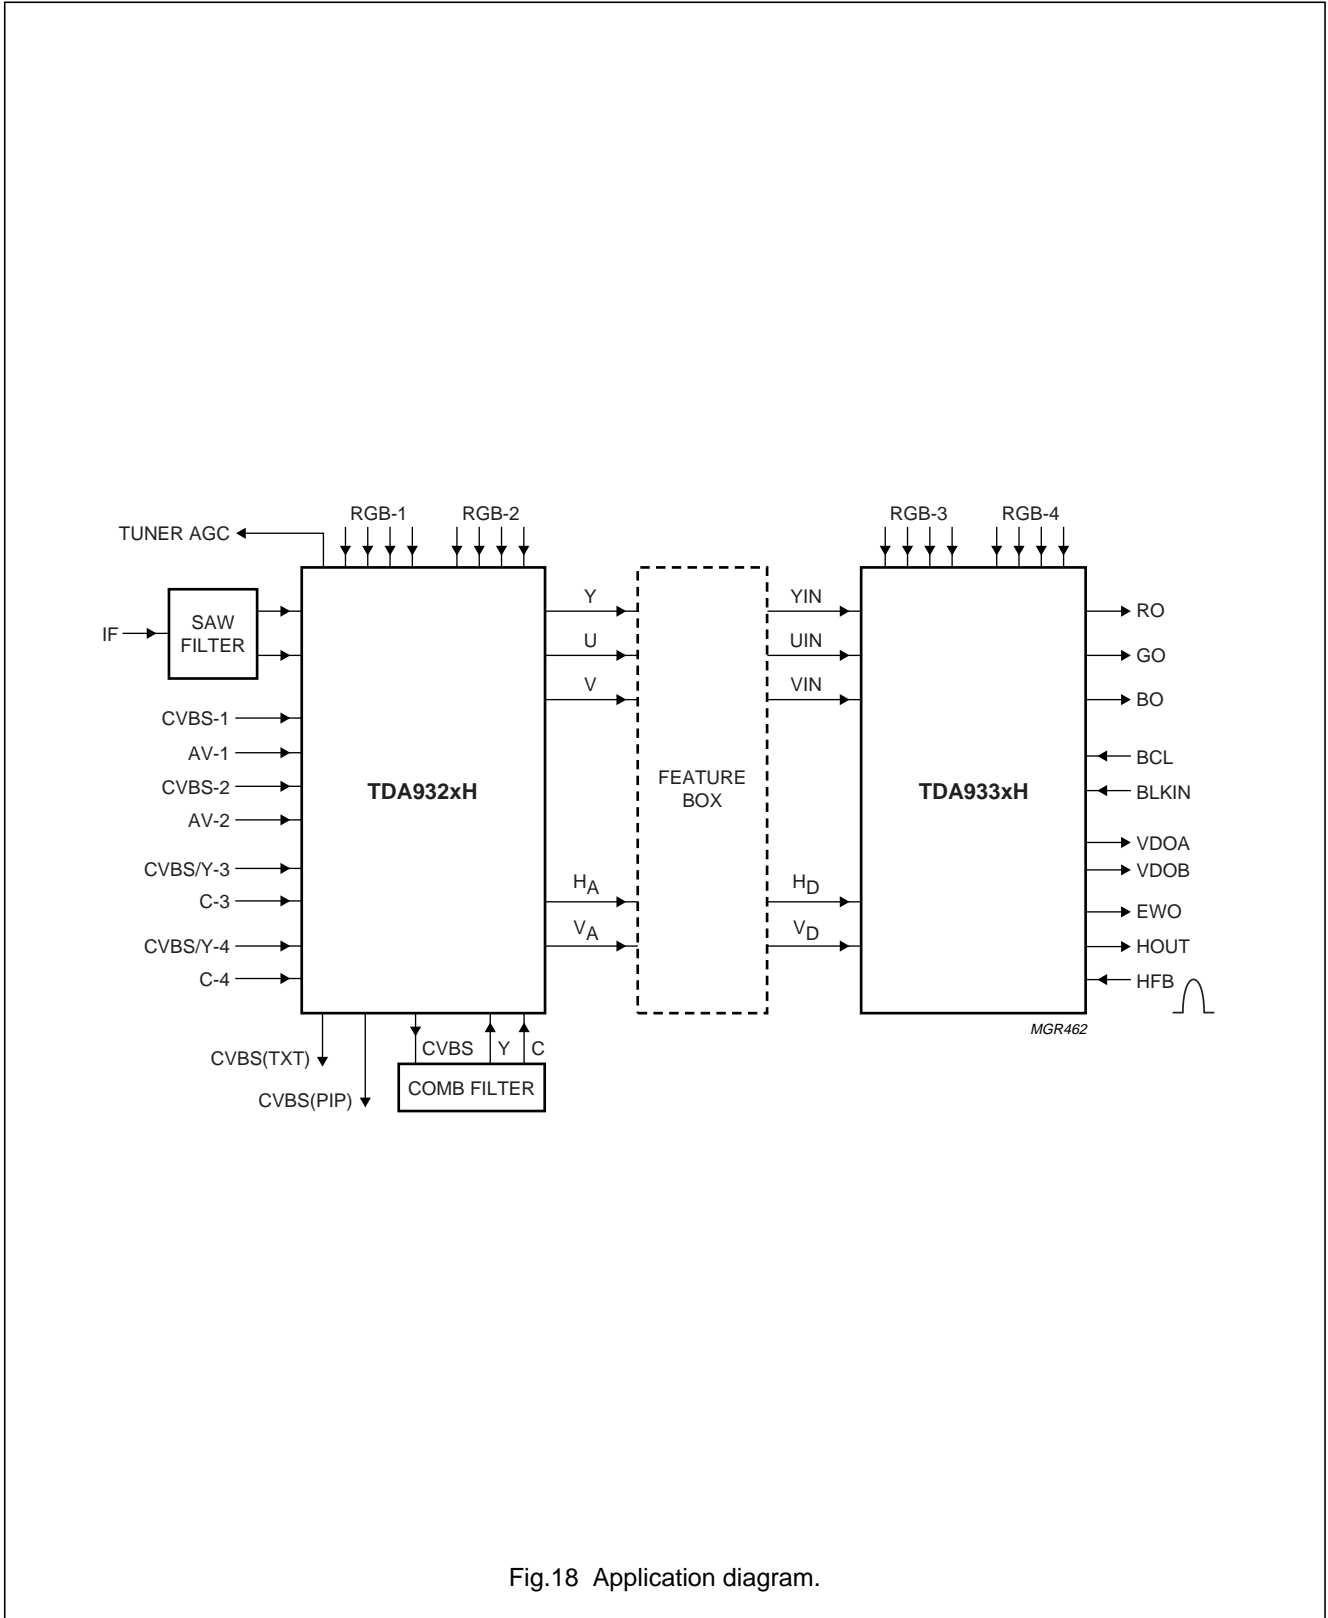 TUNER AGC
RGB-1
RGB-2
RGB-3
RGB-4
IF
SAW
FILTER
CVBS-1
AV-1
CVBS-2
AV-2
CVBS/Y-3
C-3
CVBS/Y-4
C-4
TDA932xH
Y
U
V
HA
VA
FEATURE
BOX
YIN
UIN
VIN
HD
VD
TDA933xH
RO
GO
BO
BCL
BLKIN
VDOA
VDOB
EWO
HOUT
HFB
MGR462
CVBS(TXT)
CVBS(PIP)
CVBS
Y
C
COMB FILTER
Fig.18 Application diagram.